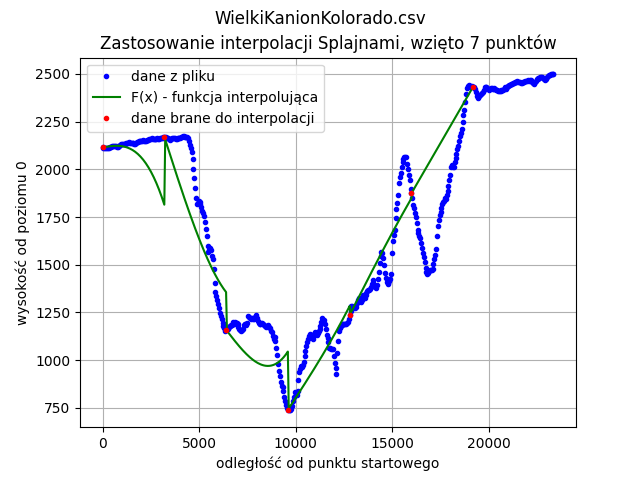 WielkiKanionKolorado.csv
Zastosowanie interpolacji Splajnami, wzięto 7 punktów
dane z pliku
F(x) - funkcja interpolująca
dane brane do interpolacji
2500
2250
2000
1750
1500
1250
1000
750
wysokość od poziomu 0
0 5000 10000 15000 20000
odległość od punktu startowego